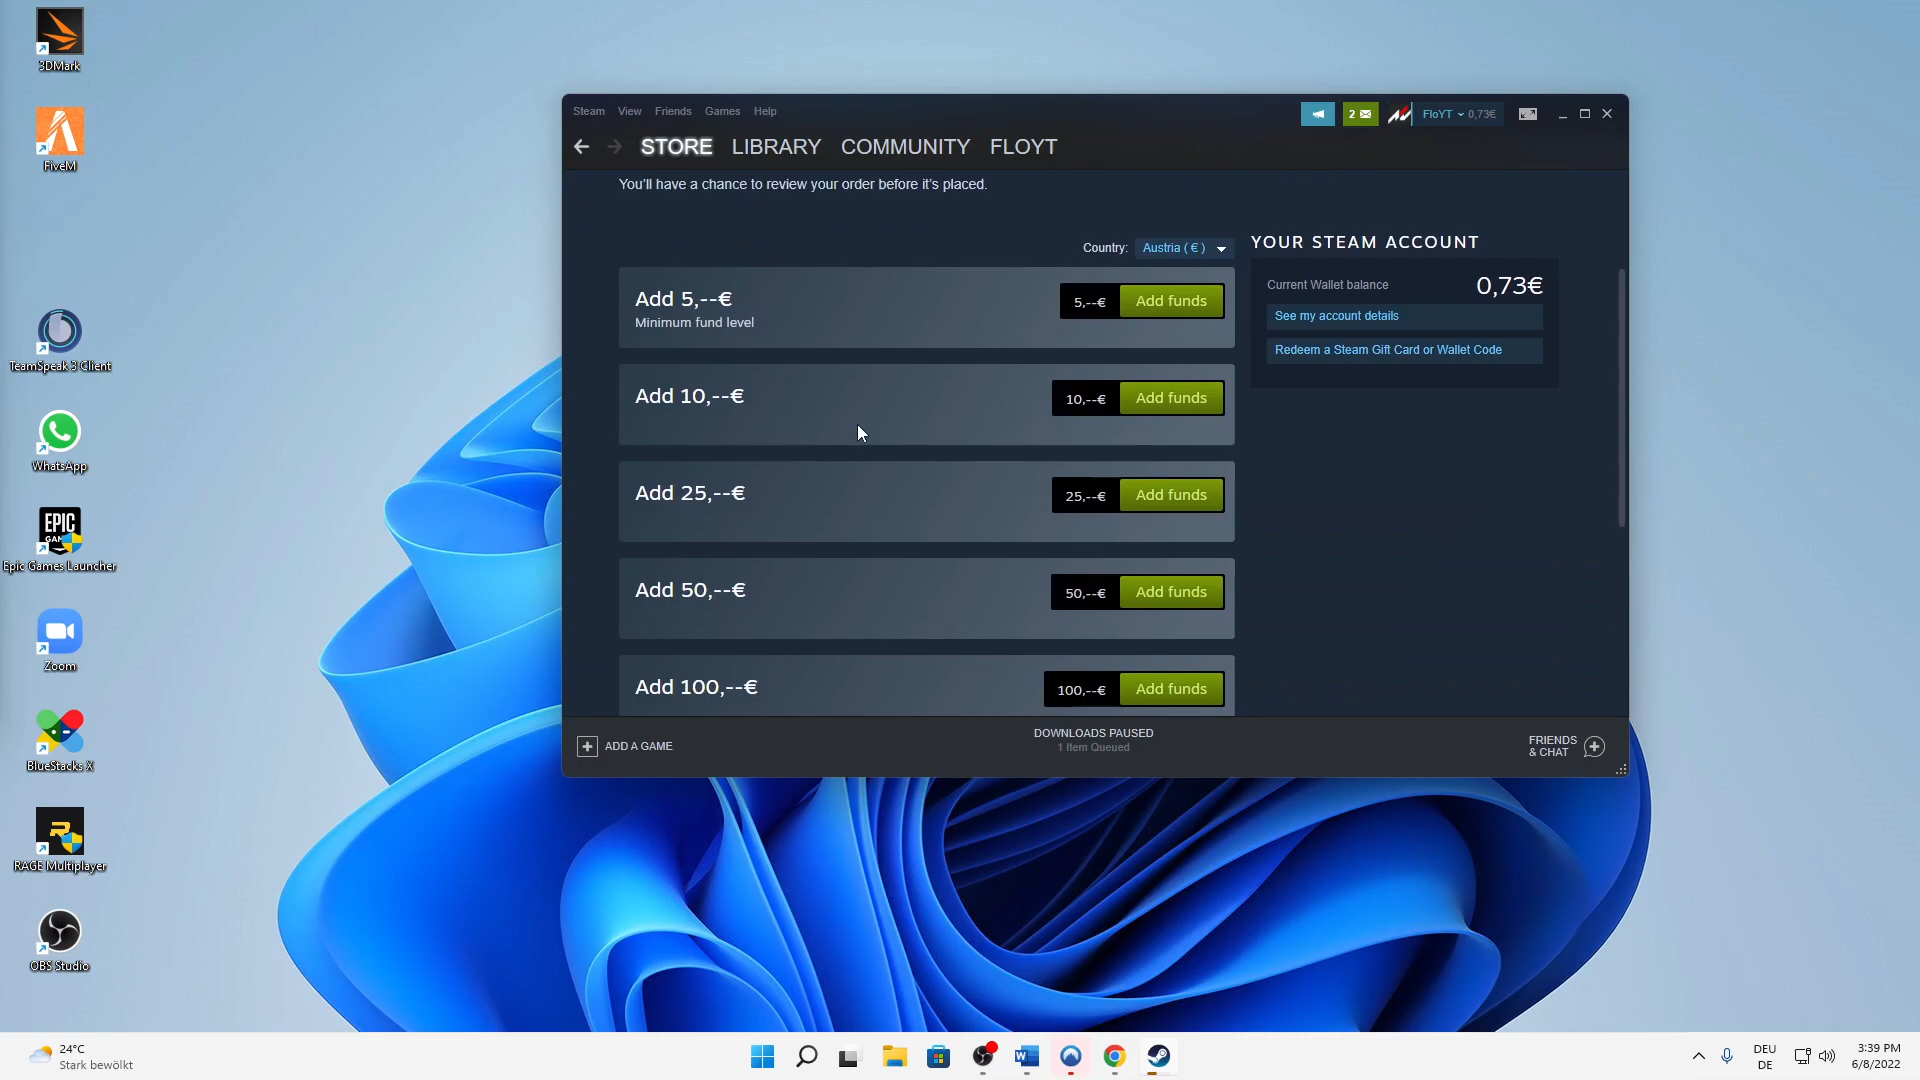 3DMark
FiveM
TeamSpeak 3 Client
WhatsApp
EPIC
GAMES
Epic Games Launcher
Zoom
BlueStacks X
RAGE Multiplayer
OBS Studio
Steam View Friends Games Help
2
FloYT 0,73€
STORE LIBRARY COMMUNITY FLOYT
You'll have a chance to review your order before it's placed.
Country: Austria ( € )
Add 5,--€
Minimum fund level
5,--€ Add funds
Add 10,--€
10,--€ Add funds
Add 25,--€
25,--€ Add funds
Add 50,--€
50,--€ Add funds
Add 100,--€
100,--€ Add funds
YOUR STEAM ACCOUNT
Current Wallet balance 0,73€
See my account details
Redeem a Steam Gift Card or Wallet Code
ADD A GAME
DOWNLOADS PAUSED
1 Item Queued
FRIENDS
& CHAT
24°C
Stark bewölkt
W
DEU
DE
3:39 PM
6/8/2022